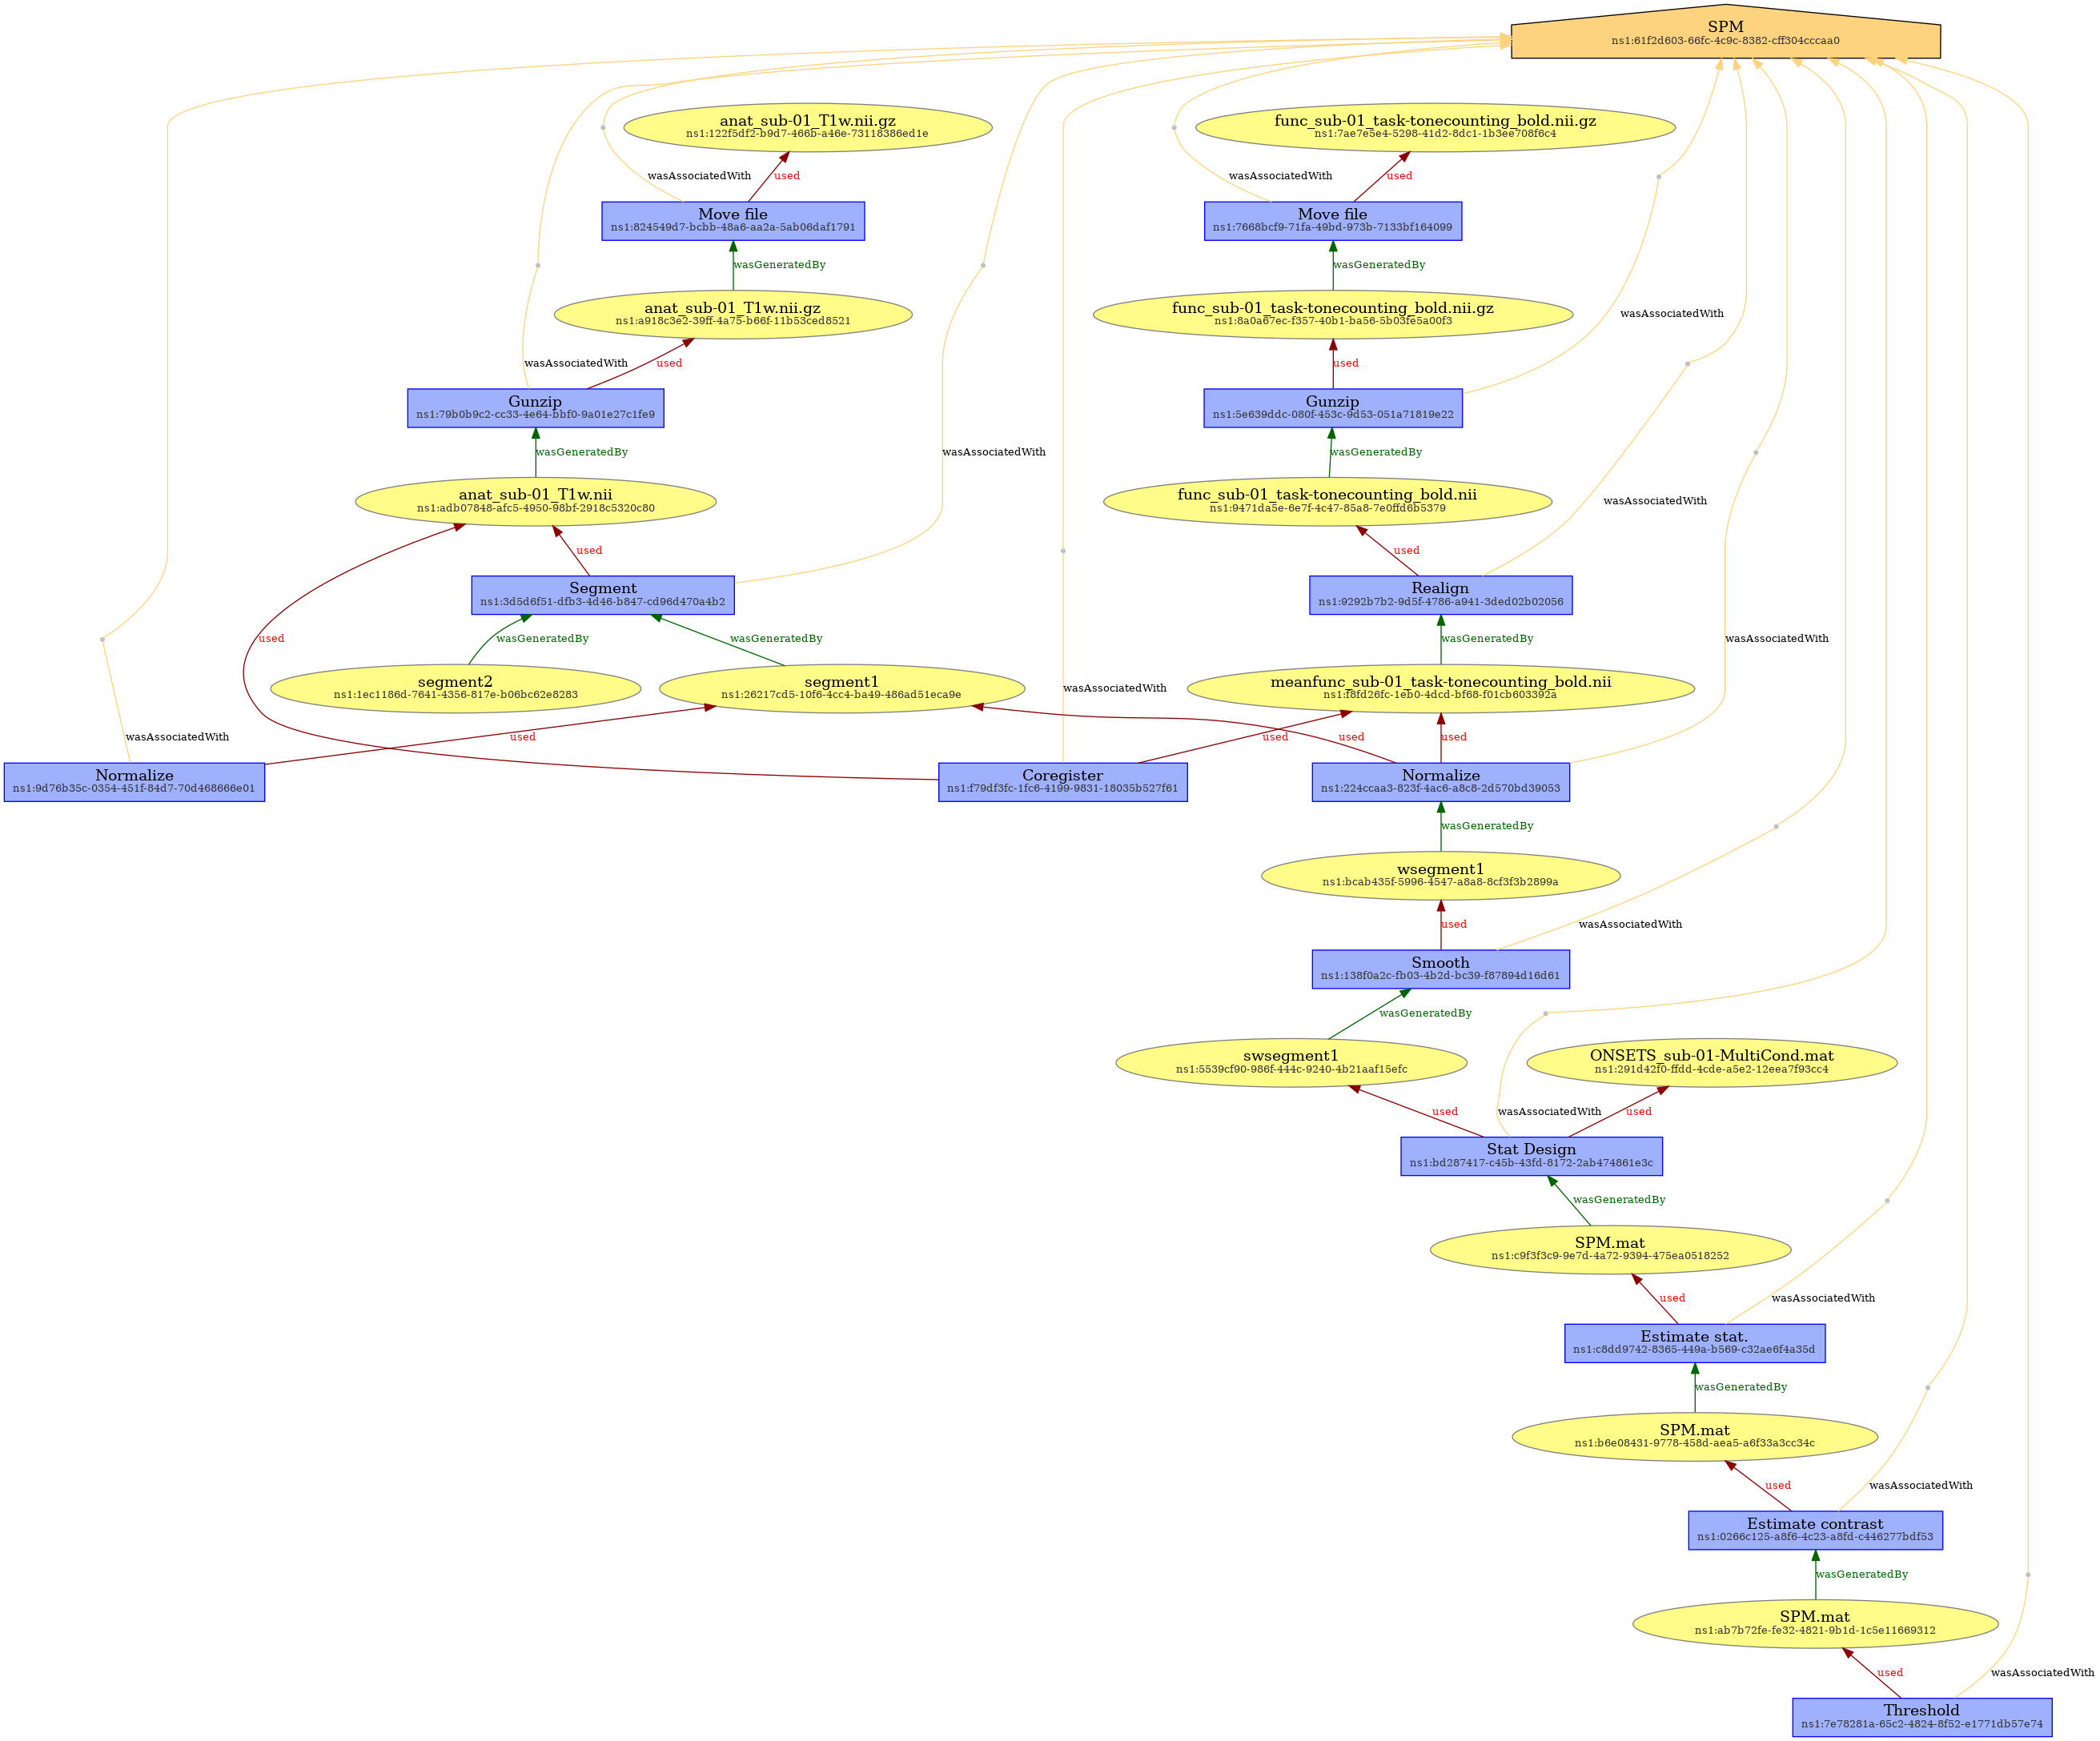 SPM
ns1:61f2d603-66fc-4c9c-8382-cff304cccaa0
anat_sub-01_T1w.nii.gz
ns1:122f5df2-b9d7-466b-a46e-73118386ed1e
func_sub-01_task-tonecounting_bold.nii.gz
ns1:7ae7e5e4-5298-41d2-8dc1-1b3ee708f6c4
wasAssociatedWith
used
wasAssociatedWith
used
Move file
ns1:824549d7-bcbb-48a6-aa2a-5ab06daf1791
Move file
ns1:7668bcf9-71fa-49bd-973b-7133bf164099
wasGeneratedBy
wasGeneratedBy
anat_sub-01_T1w.nii.gz
ns1:a918c3e2-39ff-4a75-b66f-11b53ced8521
func_sub-01_task-tonecounting_bold.nii.gz
ns1:8a0a67ec-f357-40b1-ba56-5b03fe5a00f3
wasAssociatedWith
wasAssociatedWith
used
used
Gunzip
ns1:79b0b9c2-cc33-4e64-bbf0-9a01e27c1fe9
Gunzip
ns1:5e639ddc-080f-453c-9d53-051a71819e22
wasGeneratedBy
wasAssociatedWith
wasGeneratedBy
anat_sub-01_T1w.nii
ns1:adb07848-afc5-4950-98bf-2918c5320c80
func_sub-01_task-tonecounting_bold.nii
ns1:9471da5e-6e7f-4c47-85a8-7e0ffd6b5379
wasAssociatedWith
used
used
Segment
ns1:3d5d6f51-dfb3-4d46-b847-cd96d470a4b2
Realign
ns1:9292b7b2-9d5f-4786-a941-3ded02b02056
used
wasGeneratedBy
wasGeneratedBy
wasGeneratedBy
wasAssociatedWith
segment2
ns1:1ec1186d-7641-4356-817e-b06bc62e8283
segment1
ns1:26217cd5-10f6-4cc4-ba49-486ad51eca9e
wasAssociatedWith
meanfunc_sub-01_task-tonecounting_bold.nii
ns1:f8fd26fc-1eb0-4dcd-bf68-f01cb603392a
wasAssociatedWith
used
used
used
used
Normalize
ns1:9d76b35c-0354-451f-84d7-70d468666e01
Coregister
ns1:f79df3fc-1fc6-4199-9831-18035b527f61
Normalize
ns1:224ccaa3-823f-4ac6-a8c8-2d570bd39053
wasGeneratedBy
wsegment1
ns1:bcab435f-5996-4547-a8a8-8cf3f3b2899a
used
wasAssociatedWith
Smooth
ns1:138f0a2c-fb03-4b2d-bc39-f87894d16d61
wasGeneratedBy
swsegment1
ns1:5539cf90-986f-444c-9240-4b21aaf15efc
ONSETS_sub-01-MultiCond.mat
ns1:291d42f0-ffdd-4cde-a5e2-12eea7f93cc4
used
wasAssociatedWith
used
Stat Design
ns1:bd287417-c45b-43fd-8172-2ab474861e3c
wasGeneratedBy
SPM.mat
ns1:c9f3f3c9-9e7d-4a72-9394-475ea0518252
used
wasAssociatedWith
Estimate stat.
ns1:c8dd9742-8365-449a-b569-c32ae6f4a35d
wasGeneratedBy
SPM.mat
ns1:b6e08431-9778-458d-aea5-a6f33a3cc34c
used
wasAssociatedWith
Estimate contrast
ns1:0266c125-a8f6-4c23-a8fd-c446277bdf53
wasGeneratedBy
SPM.mat
ns1:ab7b72fe-fe32-4821-9b1d-1c5e11669312
used
wasAssociatedWith
Threshold
ns1:7e78281a-65c2-4824-8f52-e1771db57e74